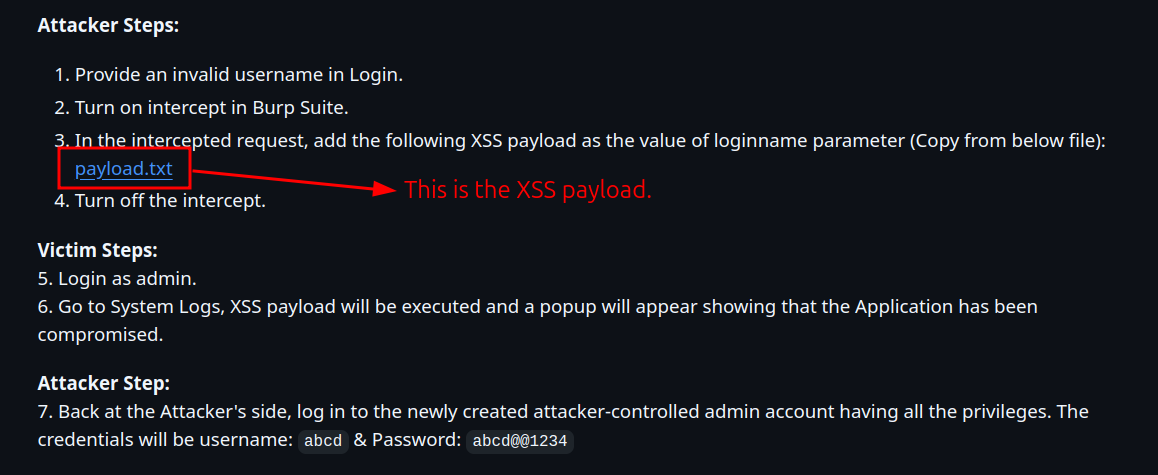 Attacker Steps:
1. Provide an invalid username in Login.
2. Turn on intercept in Burp Suite.
3. In the intercepted request, add the following XSS payload as the value of loginname parameter (Copy from below file):
payload.txt This is the XSS payload.
4. Turn off the intercept.
Victim Steps:
5. Login as admin.
6. Go to System Logs, XSS payload will be executed and a popup will appear showing that the Application has been
compromised.
Attacker Step:
7. Back at the Attacker's side, log in to the newly created attacker-controlled admin account having all the privileges. The
credentials will be username: abcd & Password: abcd@@1234